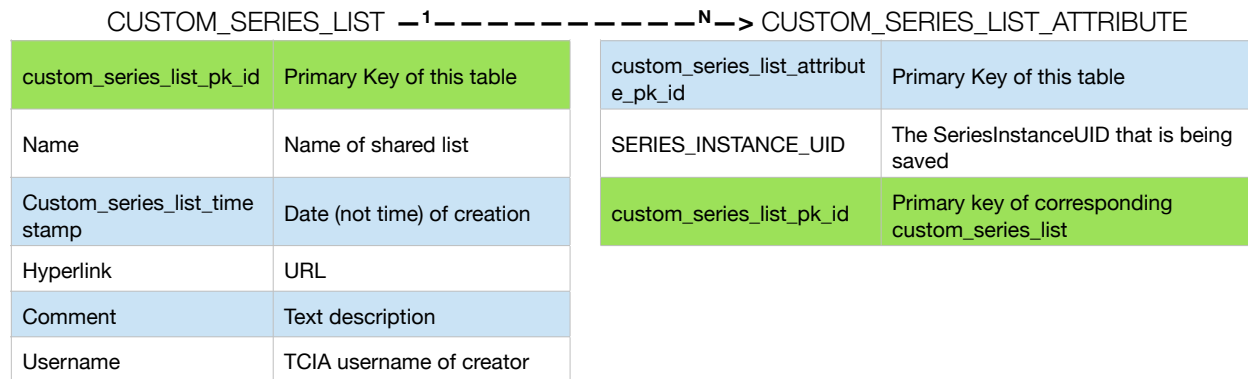 CUSTOM_SERIES_LIST 1 N CUSTOM_SERIES_LIST_ATTRIBUTE
custom_series_list_pk_id Primary Key of this table
Name Name of shared list
Custom_series_list_time
stamp Date (not time) of creation
Hyperlink URL
Comment Text description
Username TCIA username of creator
custom_series_list_attribut
e_pk_id Primary Key of this table
SERIES_INSTANCE_UID The SeriesInstanceUID that is being
saved
custom_series_list_pk_id Primary key of corresponding
custom_series_list